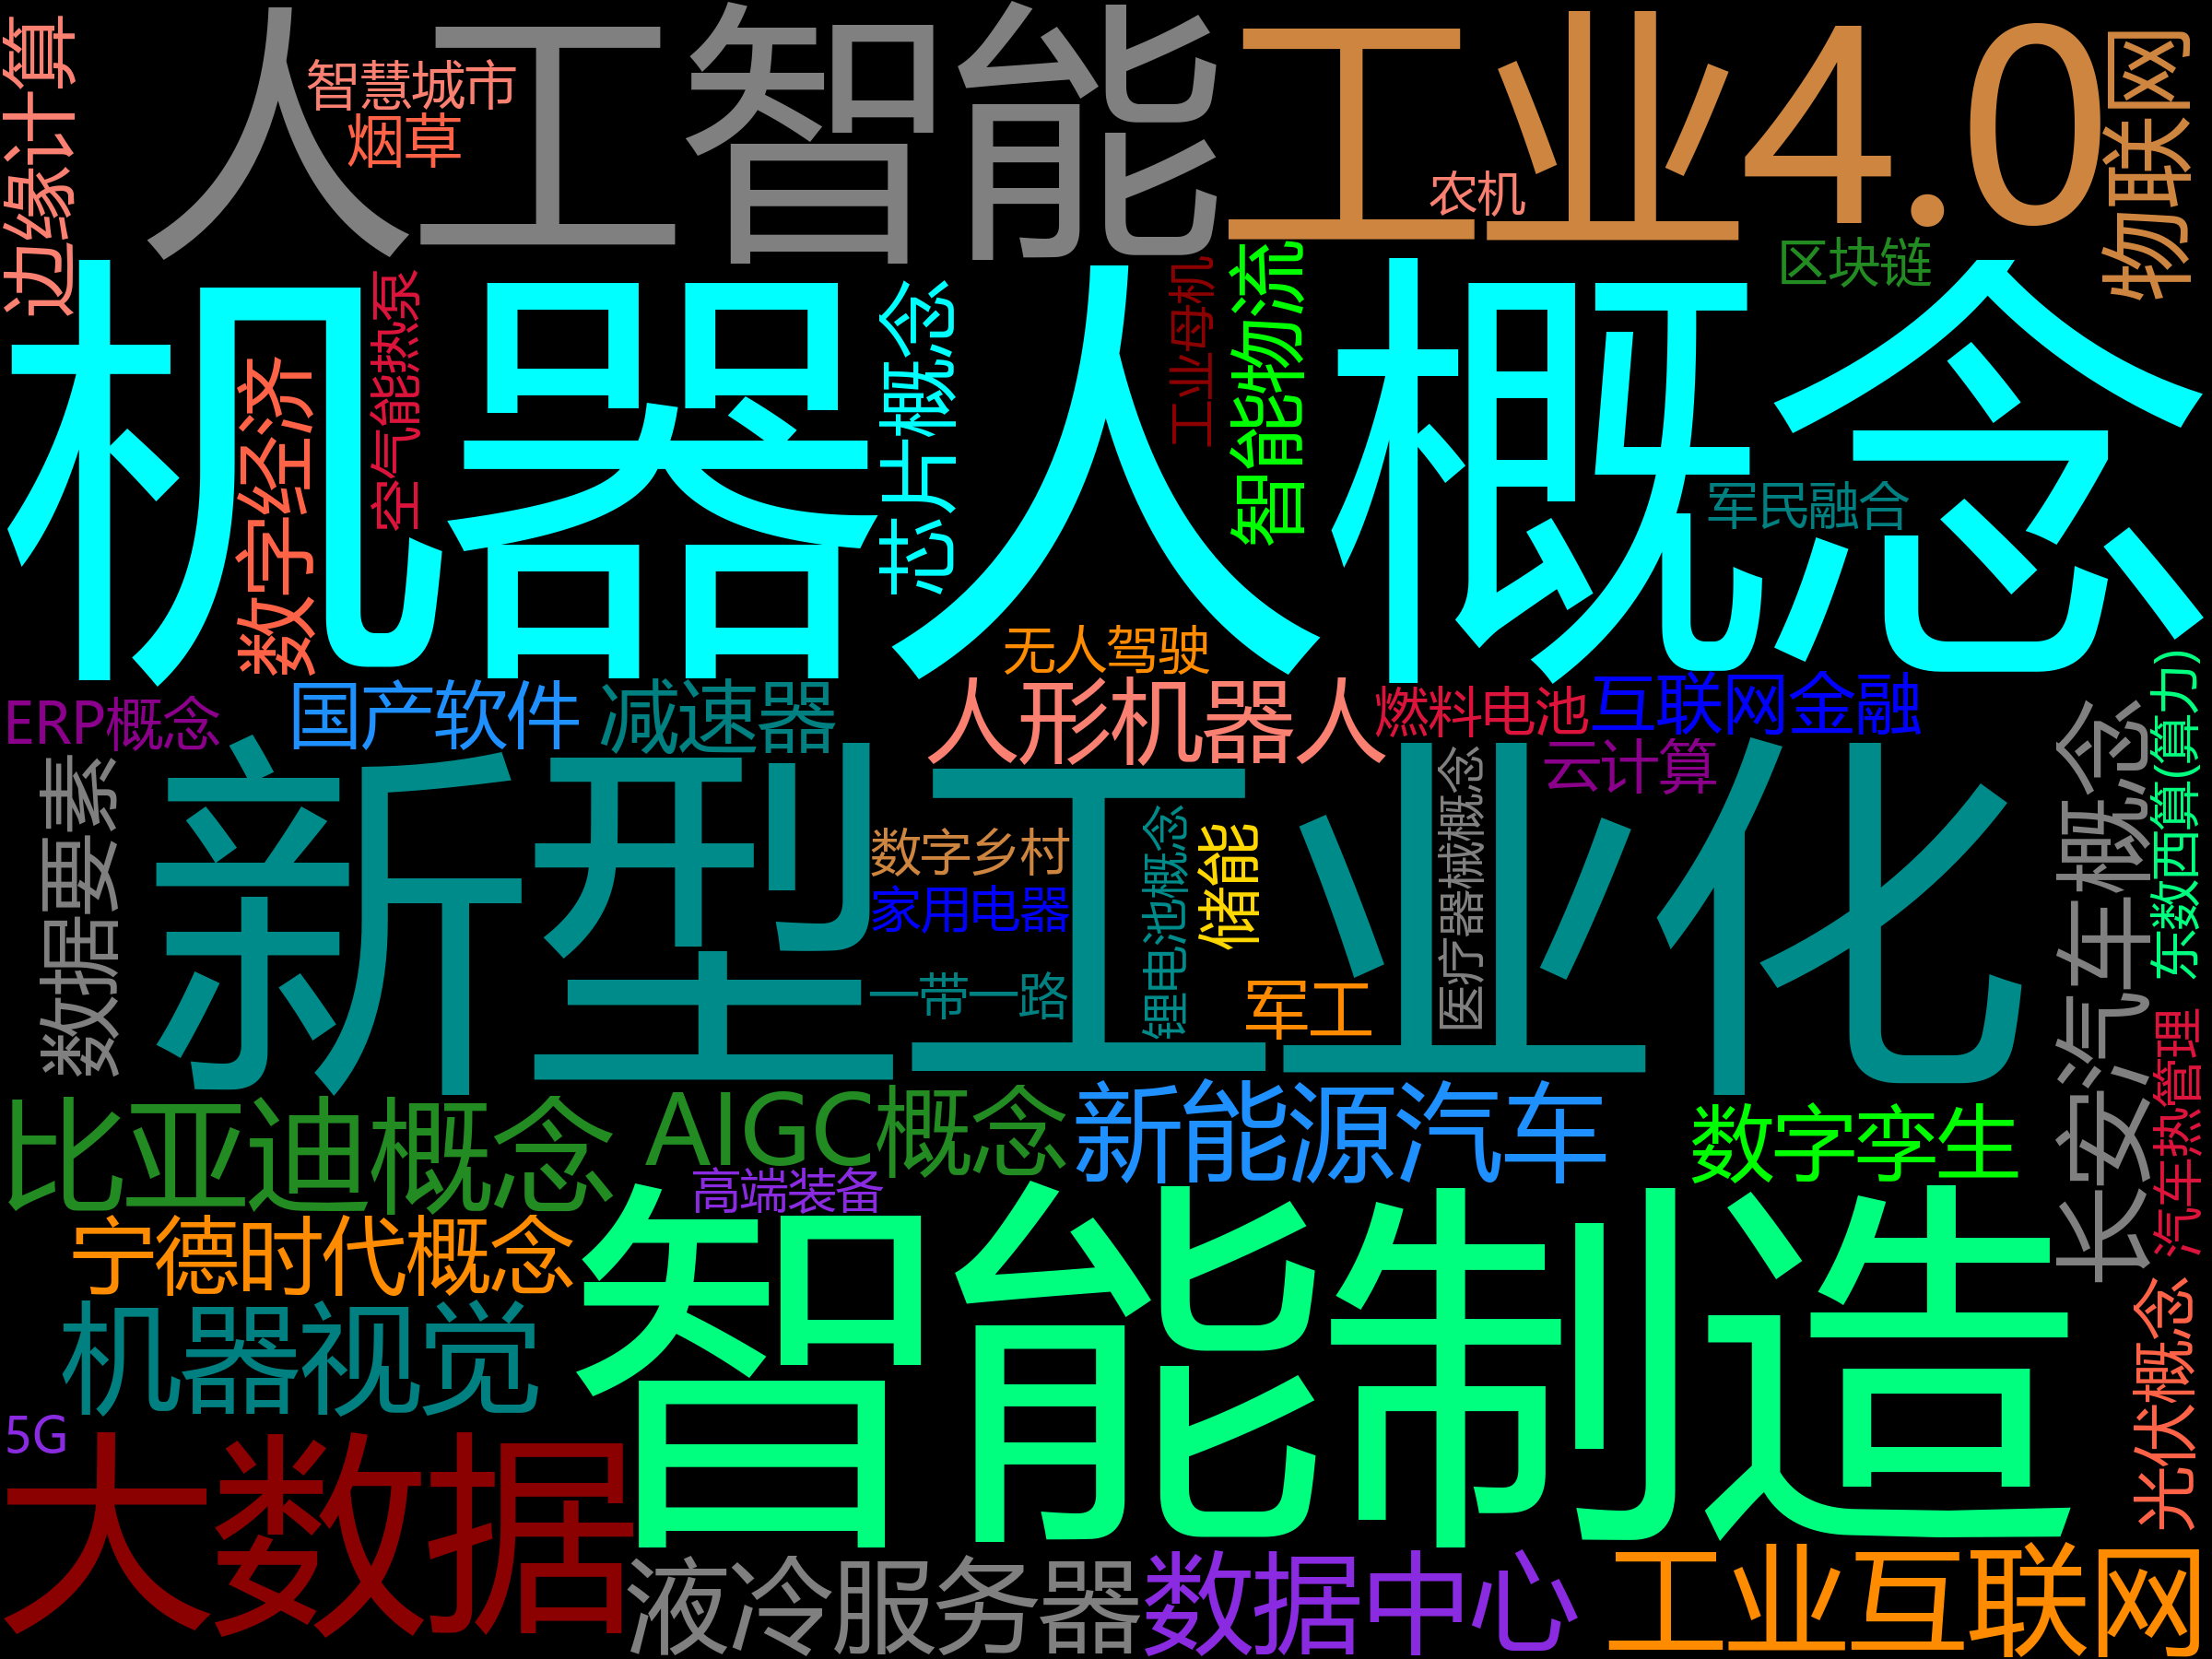 边缘计算
人工智能
智慧城市
烟草
工业4.0
农机
物联网
区块链
机器人概念
数字经济
空气能热泵
芯片概念
工业母机
智能物流
军民融合
无人驾驶
ERP概念
国产软件
减速器
人形机器人
燃料电池
互联网金融
云计算
东数西算(算力)
长安汽车概念
数据要素
新型工业化
数字乡村
家用电器
一带一路
锂电池概念
储能
军工
医疗器械概念
汽车热管理
比亚迪概念
AIGC概念
新能源汽车
数字孪生
高端装备
宁德时代概念
智能制造
机器视觉
光伏概念
5G
大数据
液冷服务器
数据中心
工业互联网